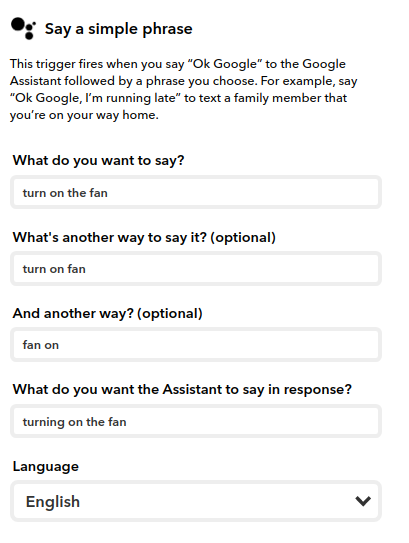 Say a simple phrase
This trigger fires when you say “Ok Google” to the Google
Assistant followed by a phrase you choose. For example, say
“Ok Google, I’m running late” to text a family member that
you’re on your way home.
What do you want to say?
turn on the fan
What's another way to say it? (optional)
turn on fan
And another way? (optional)
fan on
What do you want the Assistant to say in response?
turning on the fan
Language
English